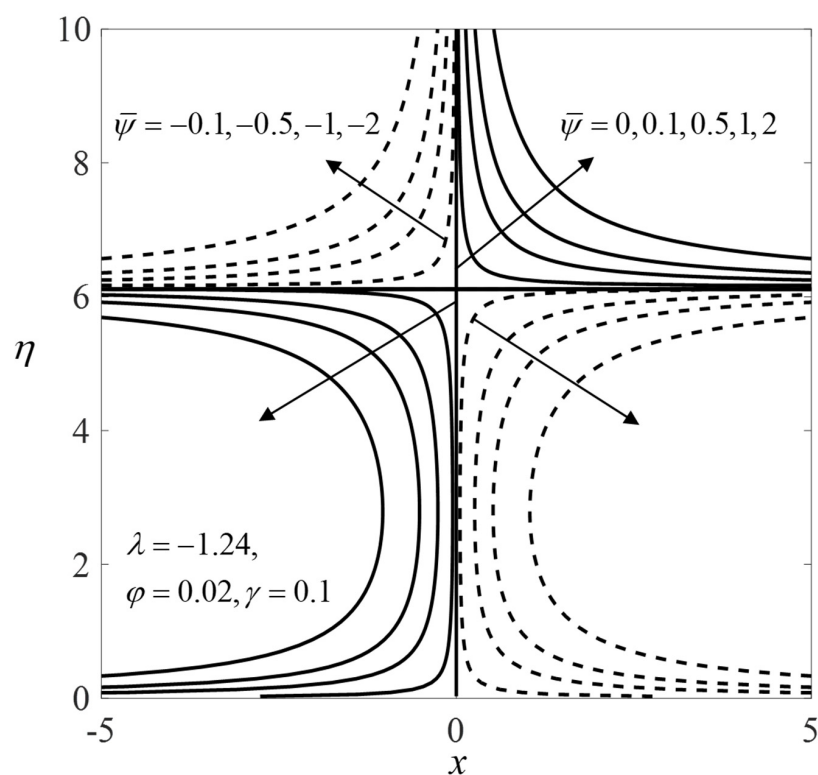 10
ψ̅ = −0.1, −0.5, −1, −2
ψ̅ = 0, 0.1, 0.5, 1, 2
8
6
η
4
λ = −1.24,
2
φ = 0.02, γ = 0.1
0
-5
0
5
x